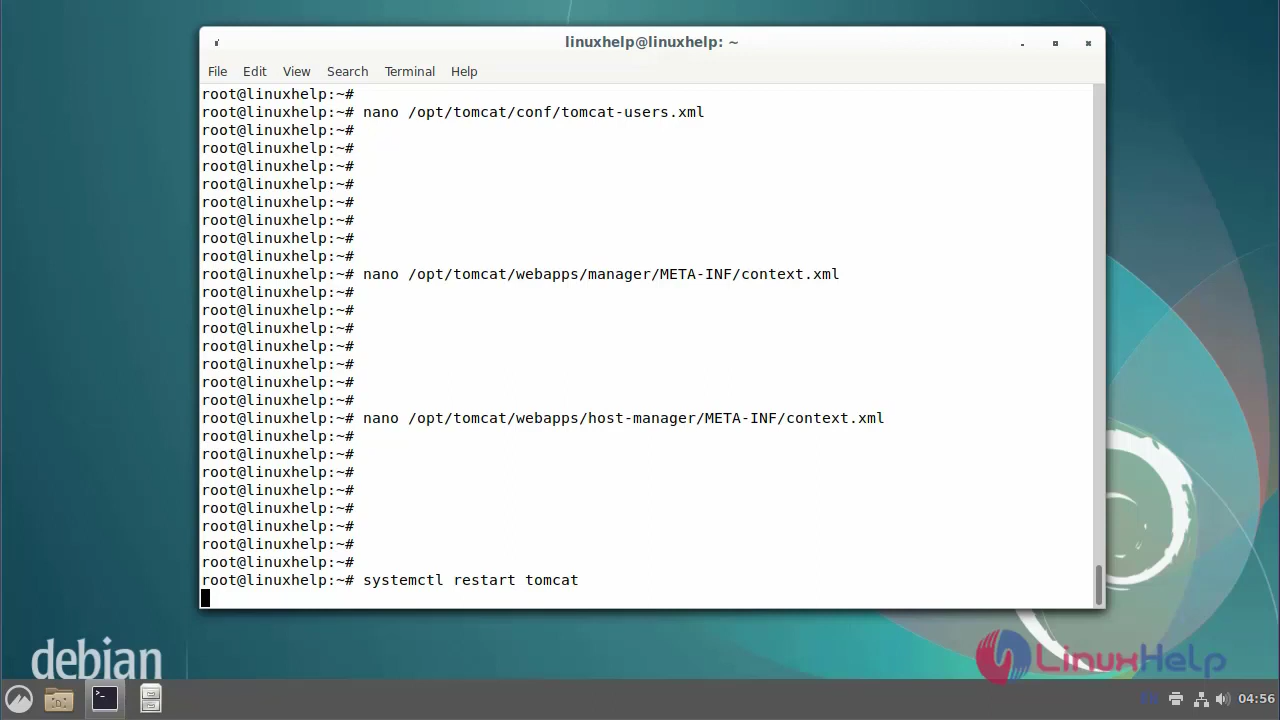 linuxhelp@linuxhelp: ~
File Edit View Search Terminal Help
root@linuxhelp:~#
root@linuxhelp:~# nano /opt/tomcat/conf/tomcat-users.xml
root@linuxhelp:~#
root@linuxhelp:~#
root@linuxhelp:~#
root@linuxhelp:~#
root@linuxhelp:~#
root@linuxhelp:~#
root@linuxhelp:~#
root@linuxhelp:~#
root@linuxhelp:~# nano /opt/tomcat/webapps/manager/META-INF/context.xml
root@linuxhelp:~#
root@linuxhelp:~#
root@linuxhelp:~#
root@linuxhelp:~#
root@linuxhelp:~#
root@linuxhelp:~#
root@linuxhelp:~#
root@linuxhelp:~# nano /opt/tomcat/webapps/host-manager/META-INF/context.xml
root@linuxhelp:~#
root@linuxhelp:~#
root@linuxhelp:~#
root@linuxhelp:~#
root@linuxhelp:~#
root@linuxhelp:~#
root@linuxhelp:~#
root@linuxhelp:~#
root@linuxhelp:~# systemctl restart tomcat
debian
LinuxHelp
04:56